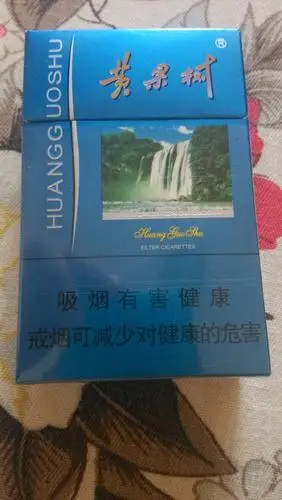 黄果树®
HUANGGUOSHU
Huang Guo Shu
FILTER CIGARETTES
吸烟有害健康
戒烟可减少对健康的危害